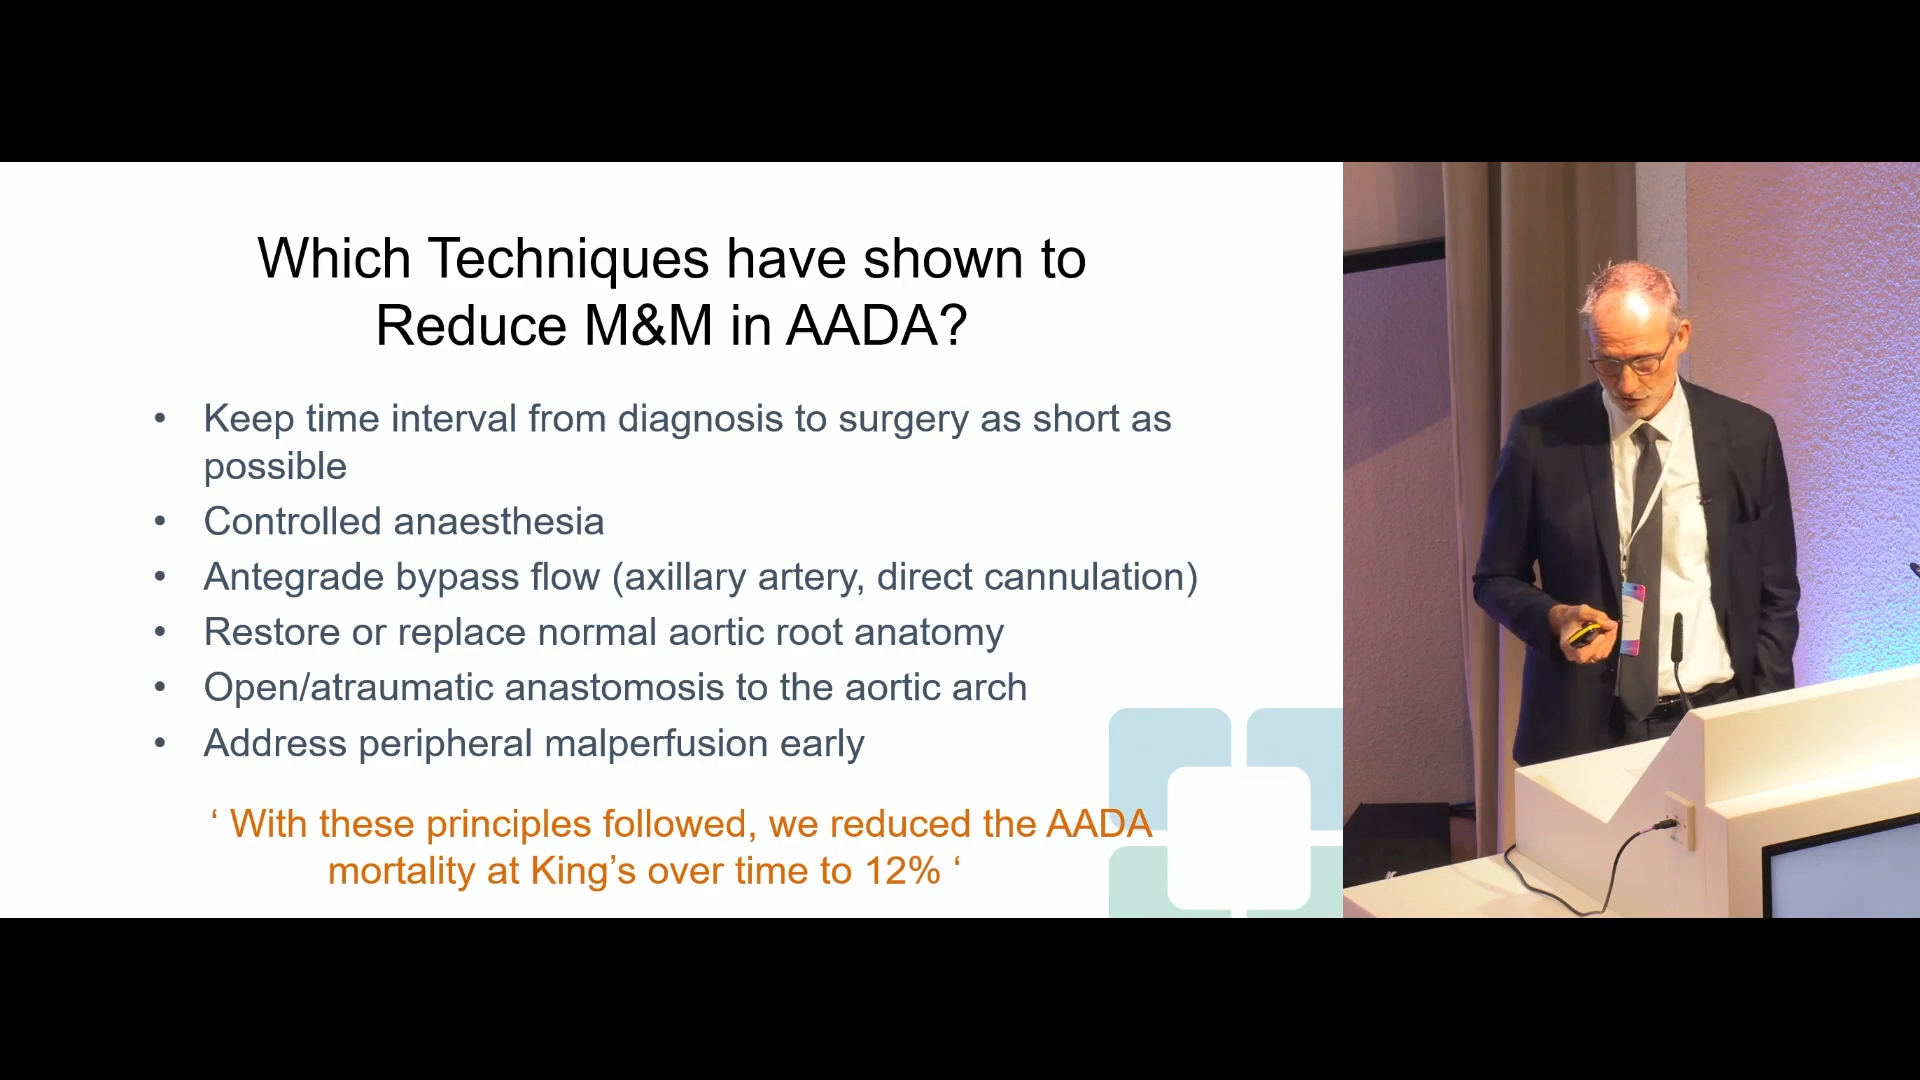 Which Techniques have shown to
Reduce M&M in AADA?
• Keep time interval from diagnosis to surgery as short as
possible
• Controlled anaesthesia
• Antegrade bypass flow (axillary artery, direct cannulation)
• Restore or replace normal aortic root anatomy
• Open/atraumatic anastomosis to the aortic arch
• Address peripheral malperfusion early
‘ With these principles followed, we reduced the AADA
mortality at King’s over time to 12% ‘